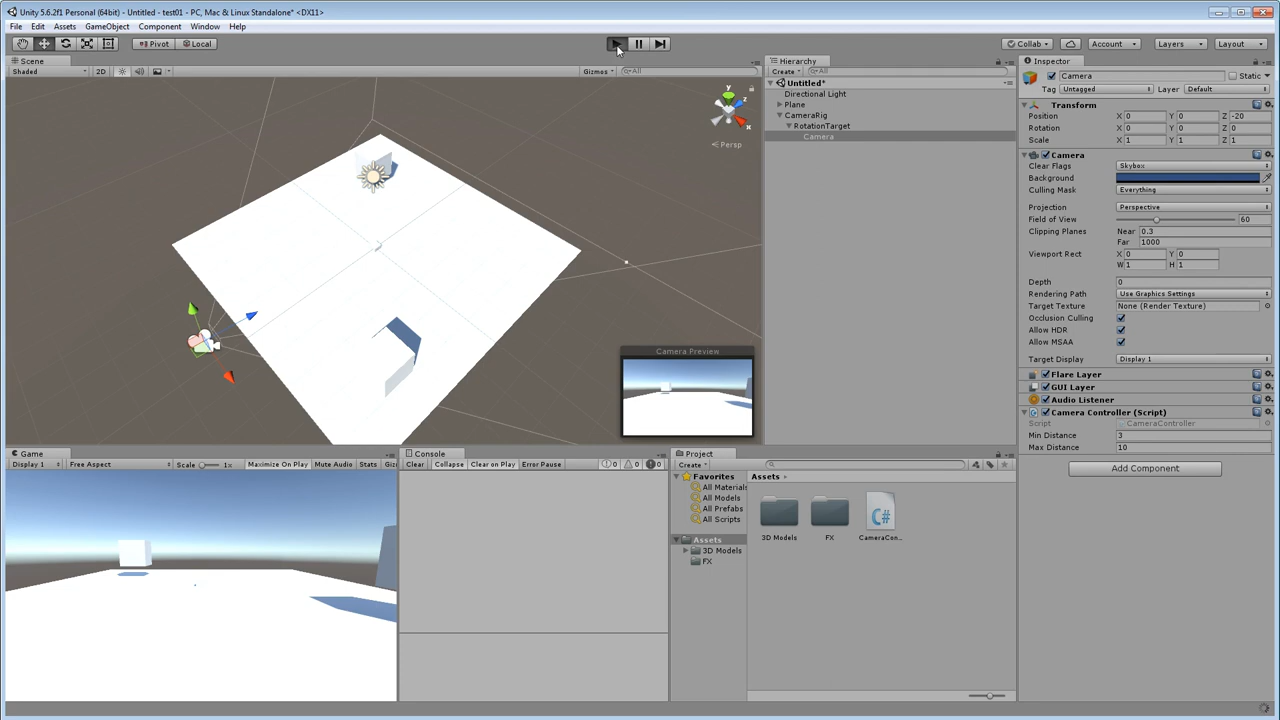 Unity 5.6.2f1 Personal (64bit) - Untitled - test01 - PC, Mac & Linux Standalone* <DX11>
File Edit Assets GameObject Component Window Help
Pivot Local Collab Account Layers Layout
Scene
Shaded 2D Gizmos All
y z x
Persp
Camera Preview
Hierarchy
Create All
Untitled*
Directional Light
Plane
CameraRig
RotationTarget
Camera
Inspector
Camera Static
Tag Untagged Layer Default
Transform
Position X 0 Y 0 Z -20
Rotation X 0 Y 0 Z 0
Scale X 1 Y 1 Z 1
Camera
Clear Flags Skybox
Background
Culling Mask Everything
Projection Perspective
Field of View 60
Clipping Planes Near 0.3
Far 1000
Viewport Rect X 0 Y 0
W 1 H 1
Depth 0
Rendering Path Use Graphics Settings
Target Texture None (Render Texture)
Occlusion Culling
Allow HDR
Allow MSAA
Target Display Display 1
Flare Layer
GUI Layer
Audio Listener
Camera Controller (Script)
Script CameraController
Min Distance 3
Max Distance 10
Add Component
Game
Display 1 Free Aspect Scale 1x Maximize On Play Mute Audio Stats Giz
Console
Clear Collapse Clear on Play Error Pause 0 0 0
Project
Create
Favorites
All Materials
All Models
All Prefabs
All Scripts
Assets
3D Models
FX
Assets
3D Models FX CameraCon...
C#